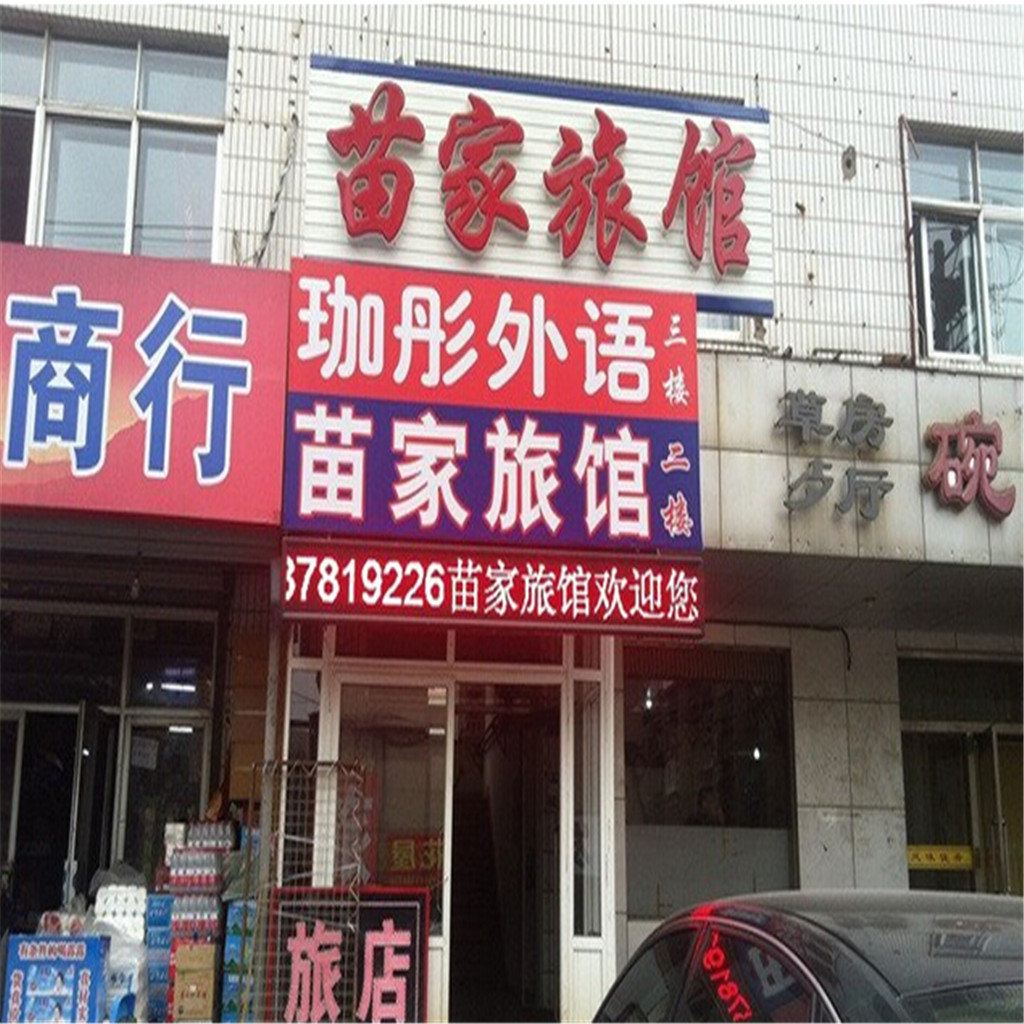 苗家旅馆
商行
珈彤外语 三楼
苗家旅馆 二楼
37819226苗家旅馆欢迎您
草房
乡厅
碗
旅店